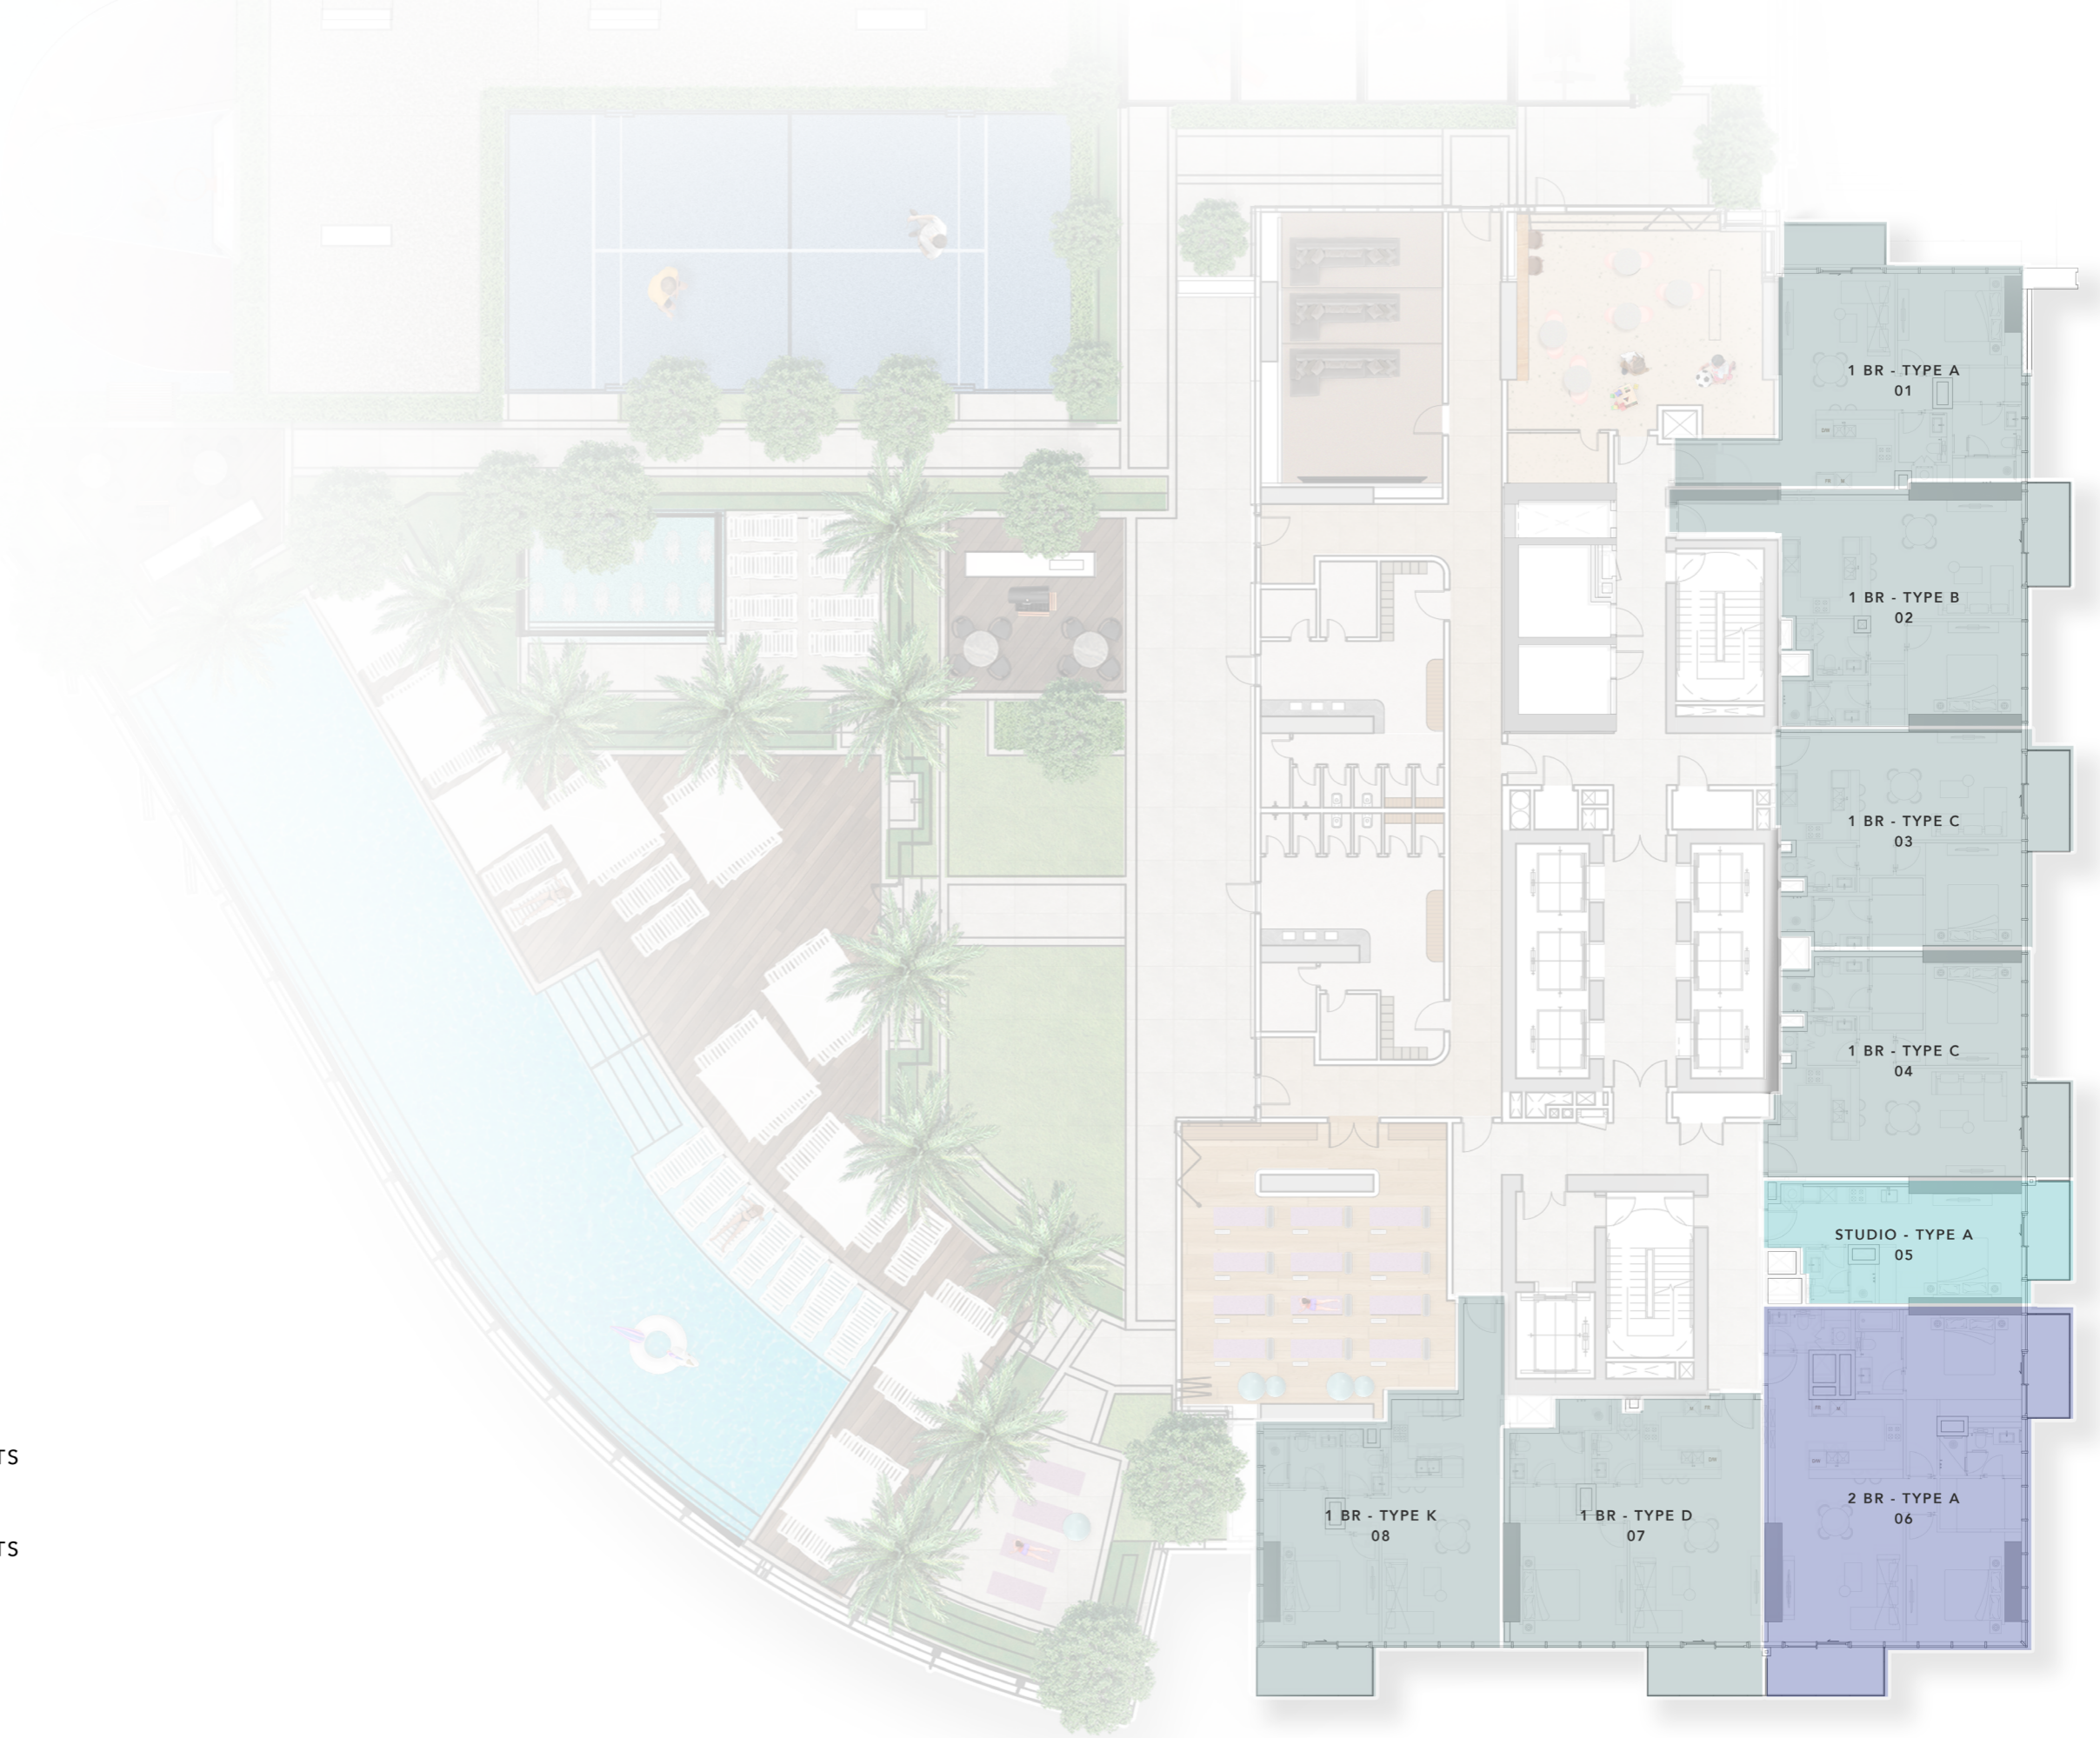 1 BR - TYPE A
01
1 BR - TYPE B
02
1 BR - TYPE C
03
1 BR - TYPE C
04
STUDIO - TYPE A
05
2 BR - TYPE A
06
1 BR - TYPE K
08
1 BR - TYPE D
07
TS
TS